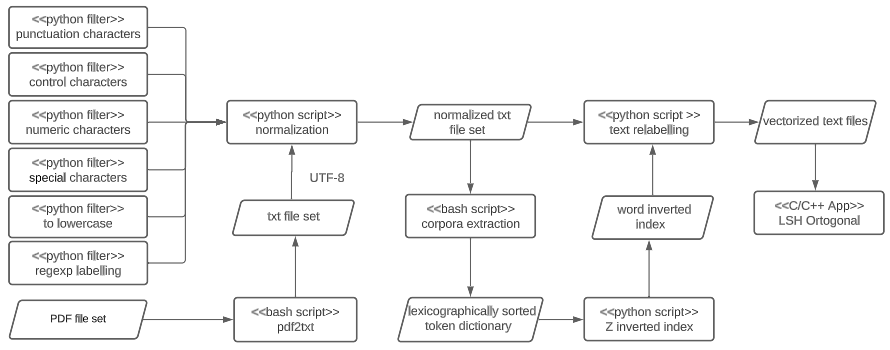 <<python filter>>
punctuation characters
<<python filter>>
control characters
<<python filter>>
numeric characters
<<python filter>>
special characters
<<python filter>>
to lowercase
<<python filter>>
regexp labelling
PDF file set
<<python script>>
normalization
UTF-8
txt file set
<<bash script>>
pdf2txt
normalized txt
file set
<<bash script>>
corpora extraction
lexicographically sorted
token dictionary
<<python script >>
text relabelling
word inverted
index
<<python script>>
Z inverted index
vectorized text files
<<C/C++ App>>
LSH Ortogonal